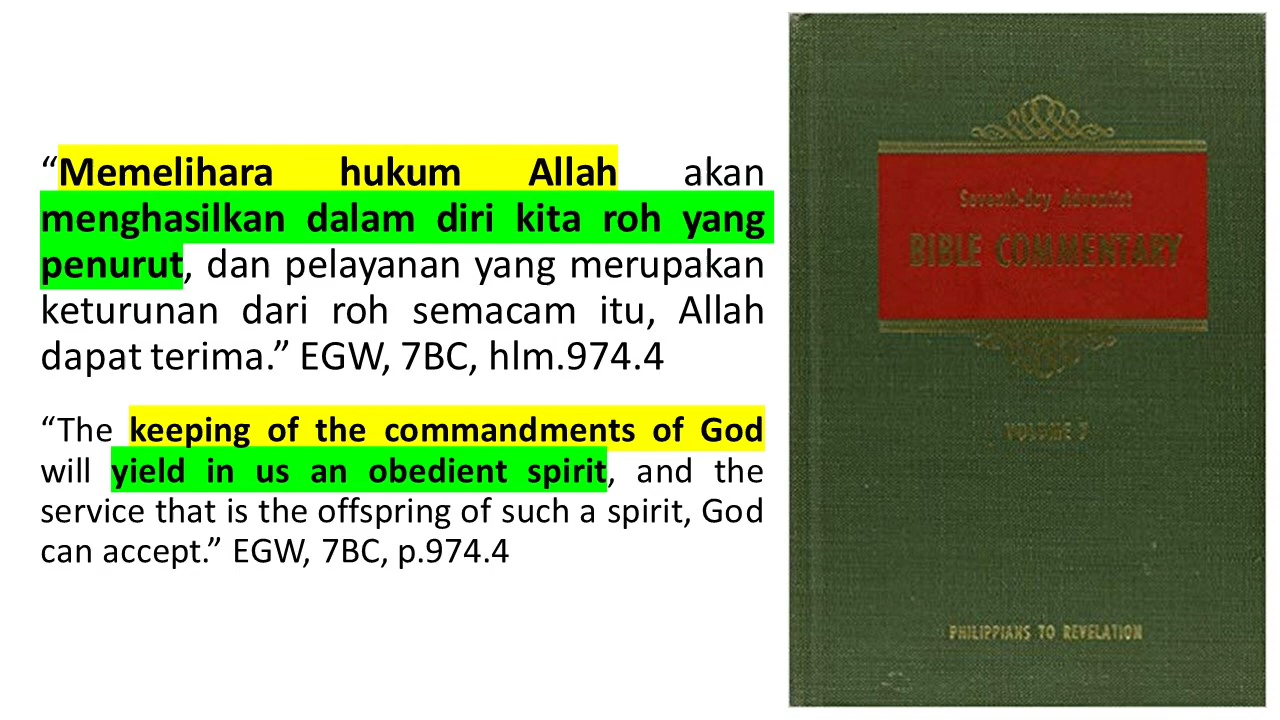 “Memelihara hukum Allah akan
menghasilkan dalam diri kita roh yang
penurut, dan pelayanan yang merupakan
keturunan dari roh semacam itu, Allah
dapat terima.” EGW, 7BC, hlm.974.4
“The keeping of the commandments of God
will yield in us an obedient spirit, and the
service that is the offspring of such a spirit, God
can accept.” EGW, 7BC, p.974.4
Seventh-day Adventist
BIBLE COMMENTARY
VOLUME 7
PHILIPPIANS TO REVELATION